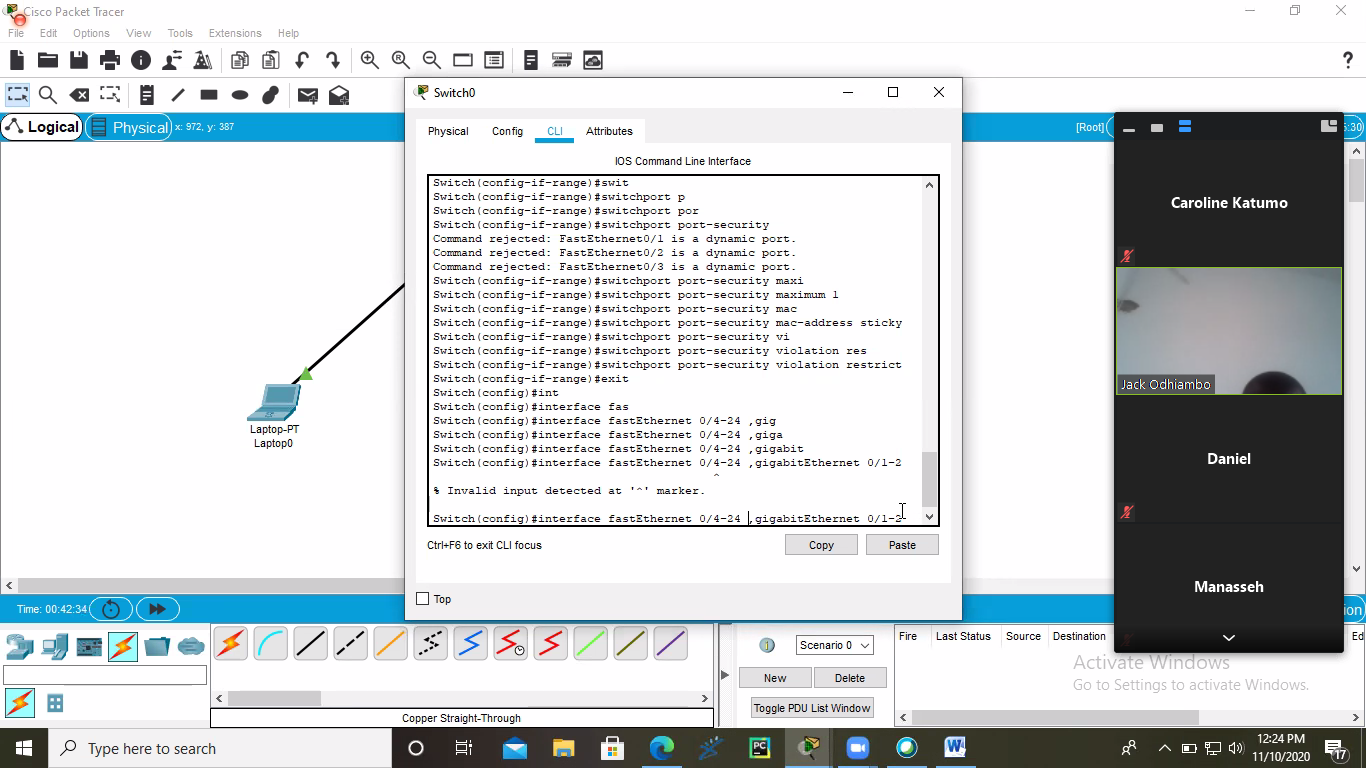 Cisco Packet Tracer
File Edit Options View Tools Extensions Help
Logical Physical x: 972, y: 387 [Root] 5:30
Switch0
Physical Config CLI Attributes
IOS Command Line Interface
Switch(config-if-range)#swit
Switch(config-if-range)#switchport p
Switch(config-if-range)#switchport por
Switch(config-if-range)#switchport port-security
Command rejected: FastEthernet0/1 is a dynamic port.
Command rejected: FastEthernet0/2 is a dynamic port.
Command rejected: FastEthernet0/3 is a dynamic port.
Switch(config-if-range)#switchport port-security maxi
Switch(config-if-range)#switchport port-security maximum 1
Switch(config-if-range)#switchport port-security mac
Switch(config-if-range)#switchport port-security mac-address sticky
Switch(config-if-range)#switchport port-security vi
Switch(config-if-range)#switchport port-security violation res
Switch(config-if-range)#switchport port-security violation restrict
Switch(config-if-range)#exit
Switch(config)#int
Switch(config)#interface fas
Switch(config)#interface fastEthernet 0/4-24 ,gig
Switch(config)#interface fastEthernet 0/4-24 ,giga
Switch(config)#interface fastEthernet 0/4-24 ,gigabit
Switch(config)#interface fastEthernet 0/4-24 ,gigabitEthernet 0/1-2
^
% Invalid input detected at '^' marker.
Switch(config)#interface fastEthernet 0/4-24 ,gigabitEthernet 0/1-2
Ctrl+F6 to exit CLI focus
Copy Paste
Top
Laptop-PT
Laptop0
Caroline Katumo
Jack Odhiambo
Daniel
Manasseh
Time: 00:42:34
ion
Scenario 0
New Delete
Toggle PDU List Window
Fire Last Status Source Destination Ed
Copper Straight-Through
Activate Windows
Go to Settings to activate Windows.
Type here to search
PC
W
12:24 PM
11/10/2020
17